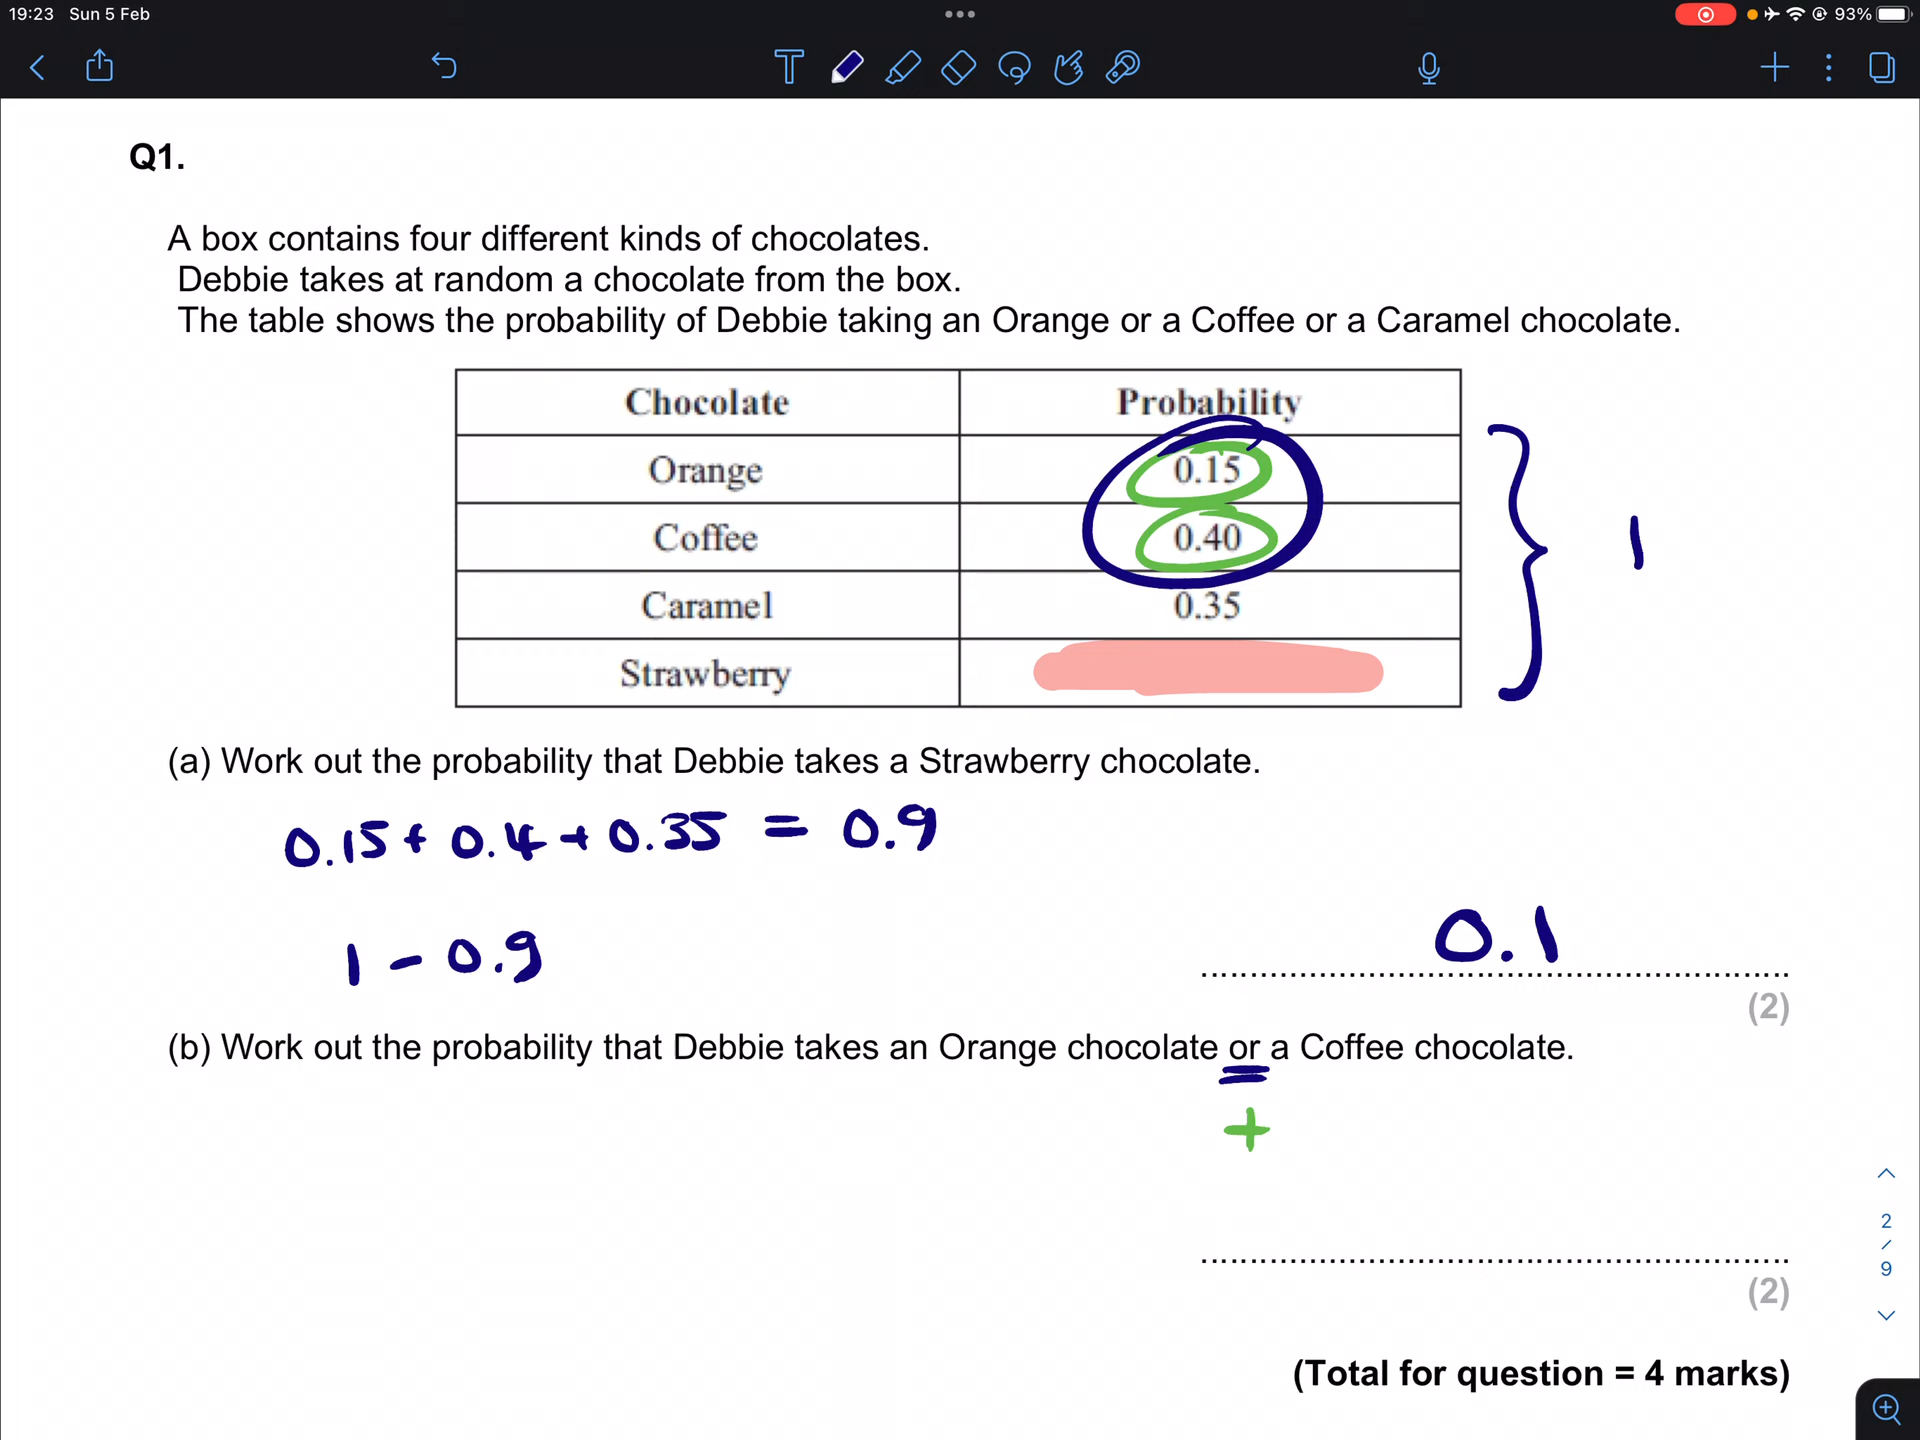 19:23 Sun 5 Feb
93%
Q1.
A box contains four different kinds of chocolates.
Debbie takes at random a chocolate from the box.
The table shows the probability of Debbie taking an Orange or a Coffee or a Caramel chocolate.
Chocolate Probability
Orange 0.15
Coffee 0.40
Caramel 0.35
Strawberry
1
(a) Work out the probability that Debbie takes a Strawberry chocolate.
0.15 + 0.4 + 0.35 = 0.9
1 - 0.9
0.1
(2)
(b) Work out the probability that Debbie takes an Orange chocolate or a Coffee chocolate.
+
(2)
2
/
9
(Total for question = 4 marks)